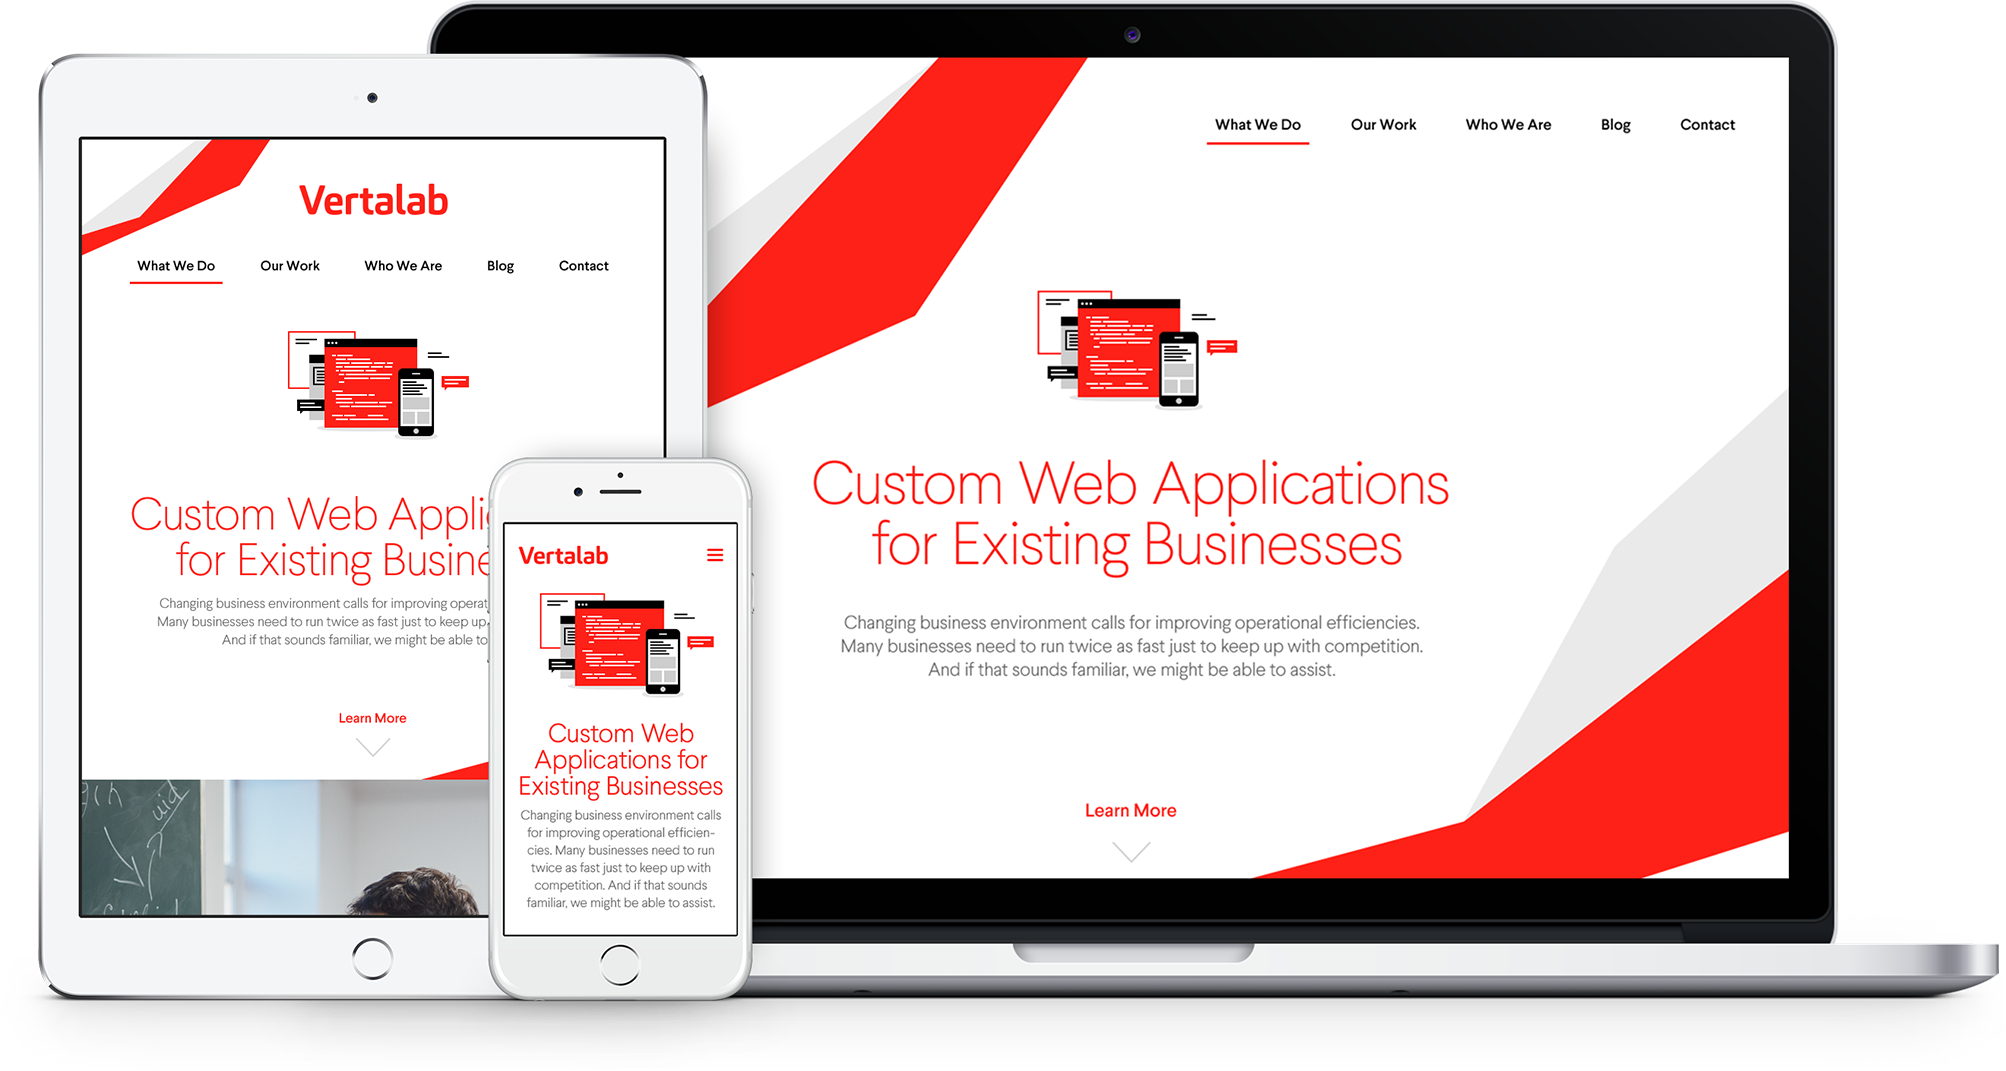 Vertalab
What We Do Our Work Who We Are Blog Contact
Custom Web Appli
for Existing Busine
Changing business environment calls for improving operat
Many businesses need to run twice as fast just to keep up
And if that sounds familiar, we might be able to
Learn More
Vertalab
Custom Web
Applications for
Existing Businesses
Changing business environment calls
for improving operational efficien-
cies. Many businesses need to run
twice as fast just to keep up with
competition. And if that sounds
familiar, we might be able to assist.
What We Do Our Work Who We Are Blog Contact
Custom Web Applications
for Existing Businesses
Changing business environment calls for improving operational efficiencies.
Many businesses need to run twice as fast just to keep up with competition.
And if that sounds familiar, we might be able to assist.
Learn More